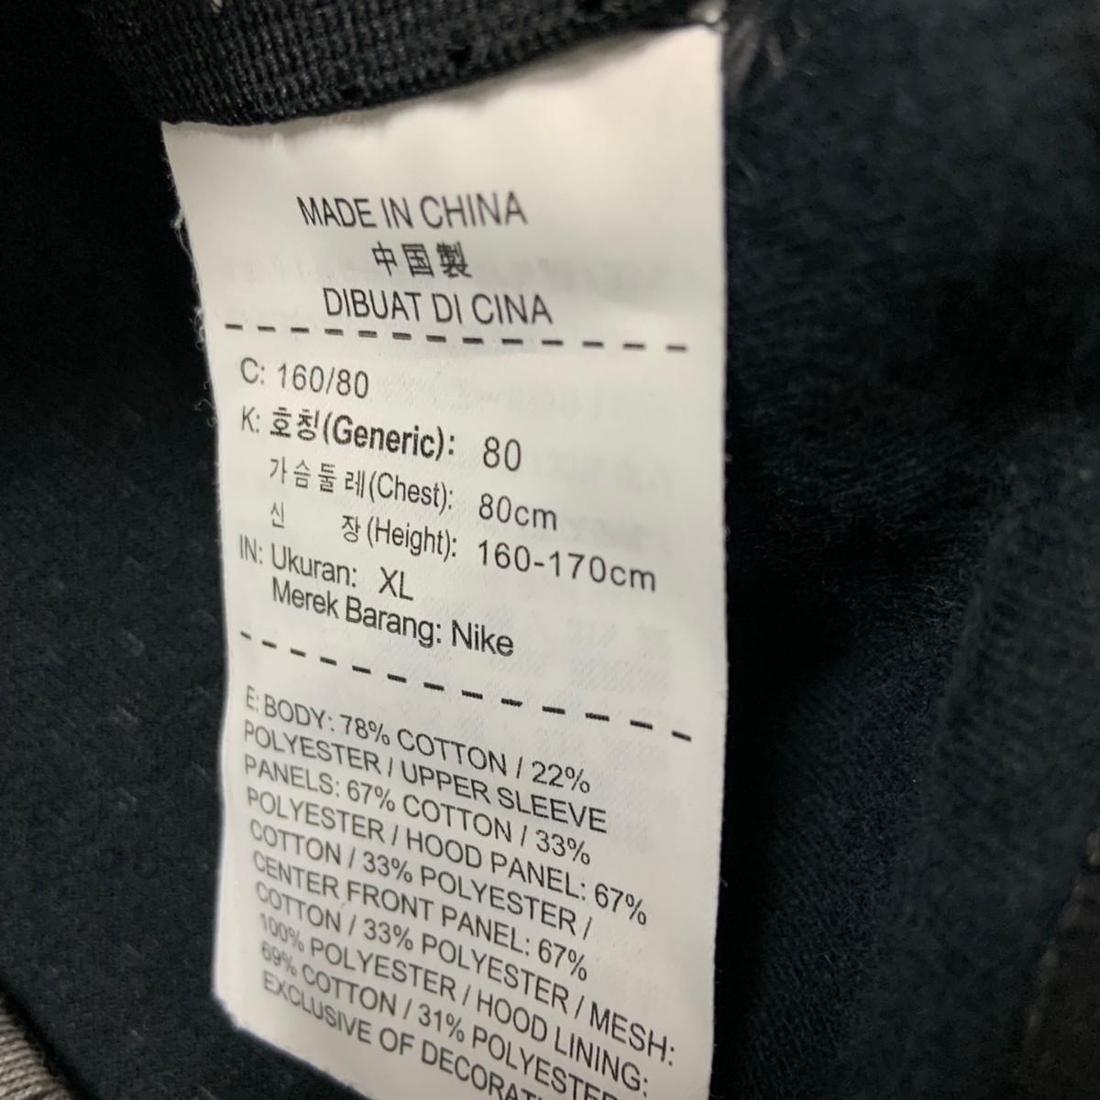 MADE IN CHINA
中国製
DIBUAT DI CINA
C: 160/80
K: 호칭(Generic): 80
가슴둘레(Chest): 80cm
신 장(Height): 160-170cm
IN: Ukuran: XL
Merek Barang: Nike
E: BODY: 78% COTTON / 22%
POLYESTER / UPPER SLEEVE
PANELS: 67% COTTON / 33%
POLYESTER / HOOD PANEL: 67%
COTTON / 33% POLYESTER /
CENTER FRONT PANEL: 67%
COTTON / 33% POLYESTER / MESH:
100% POLYESTER / HOOD LINING:
69% COTTON / 31% POLYESTER
EXCLUSIVE OF